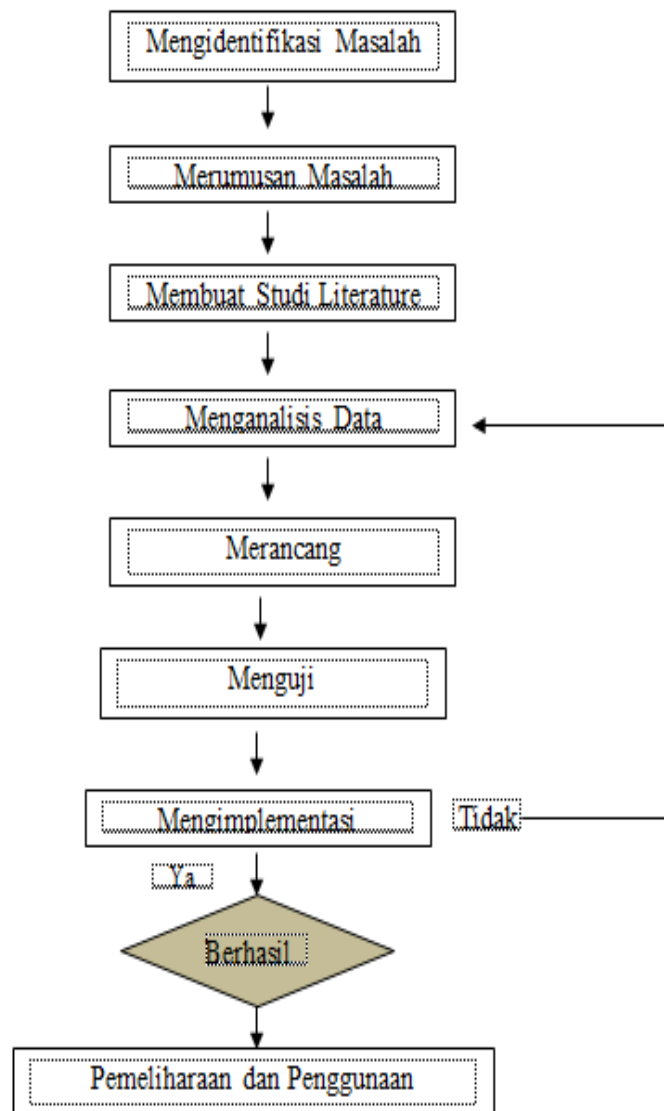 Mengidentifikasi Masalah
Merumusan Masalah
Membuat Studi Literature
Menganalisis Data
Merancang
Menguji
Mengimplementasi
Tidak
Ya
Berhasil
Pemeliharaan dan Penggunaan